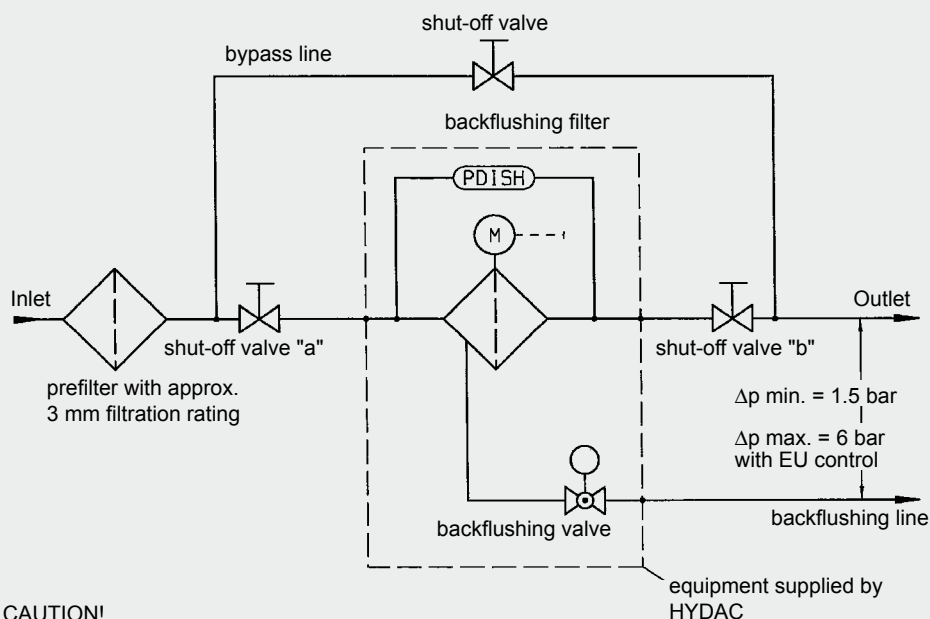 shut-off valve
bypass line
backflushing filter
PDISH
M
Inlet
Outlet
shut-off valve "a"
shut-off valve "b"
prefilter with approx.
3 mm filtration rating
Δp min. = 1.5 bar
Δp max. = 6 bar
with EU control
backflushing valve
backflushing line
equipment supplied by
HYDAC
CAUTION!